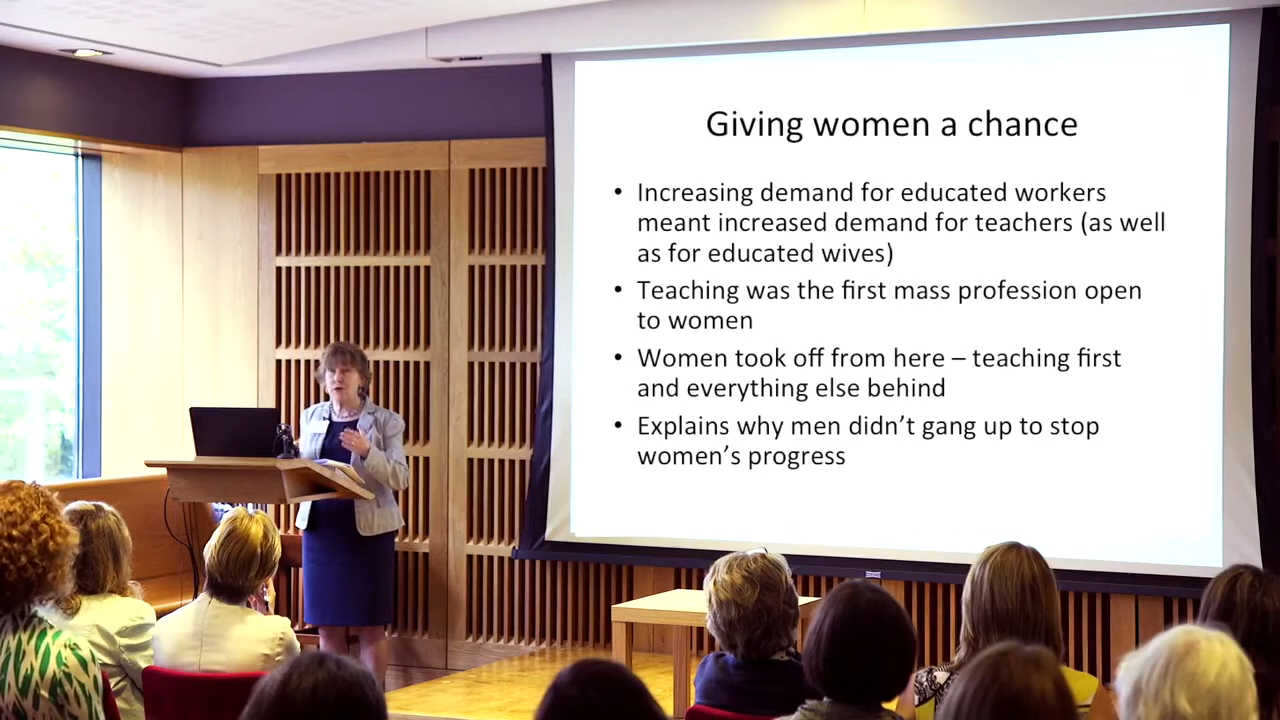 Giving women a chance
• Increasing demand for educated workers
meant increased demand for teachers (as well
as for educated wives)
• Teaching was the first mass profession open
to women
• Women took off from here – teaching first
and everything else behind
• Explains why men didn’t gang up to stop
women’s progress